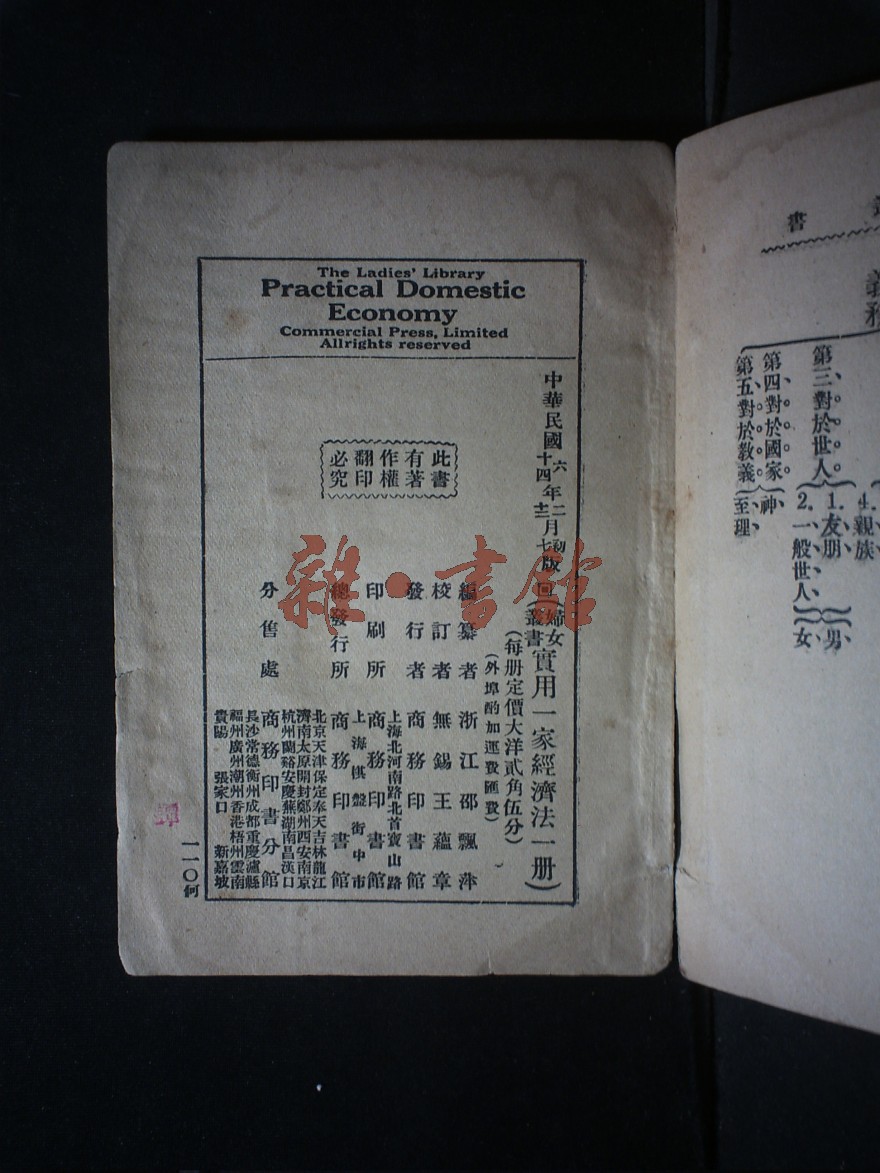 The Ladies' Library
Practical Domestic
Economy
Commercial Press, Limited
Allrights reserved
中華民國六年二月初版
十四年十二月七版
此書
有著
作權
翻印
必究
(婦女叢書實用一家經濟法一册)
(每册定價大洋貳角伍分)
(外埠酌加運費匯費)
編纂者 浙江邵飄萍
校訂者 無錫王蘊章
發行者 商務印書館
印刷所 上海北河南路北首寶山路
商務印書館
總發行所 上海棋盤街中市
商務印書館
分售處 北京天津保定奉天吉林龍江
濟南太原開封鄭州西安南京
杭州蘭谿安慶蕪湖南昌漢口
商務印書分館
長沙常德衡州成都重慶瀘縣
福州廣州潮州香港梧州雲南
貴陽 張家口 新嘉坡
一一〇何
雜·書館
書
義務
4. 親族
第三、對於世人
1. 友朋
2. 一般世人
男、
女
第四、對於國家
神、
第五、對於教義
至理、